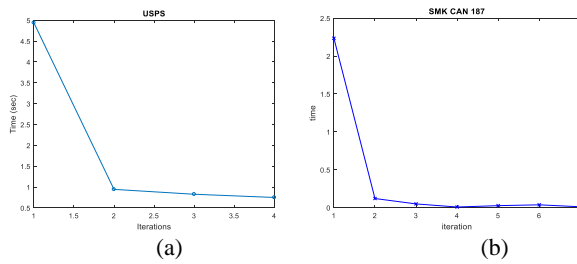 USPS
Time (sec)
5
4.5
4
3.5
3
2.5
2
1.5
1
0.5
1 1.5 2 2.5 3 3.5 4
Iterations
(a)
SMK CAN 187
time
2.5
2
1.5
1
0.5
0
1 2 3 4 5 6
iteration
(b)